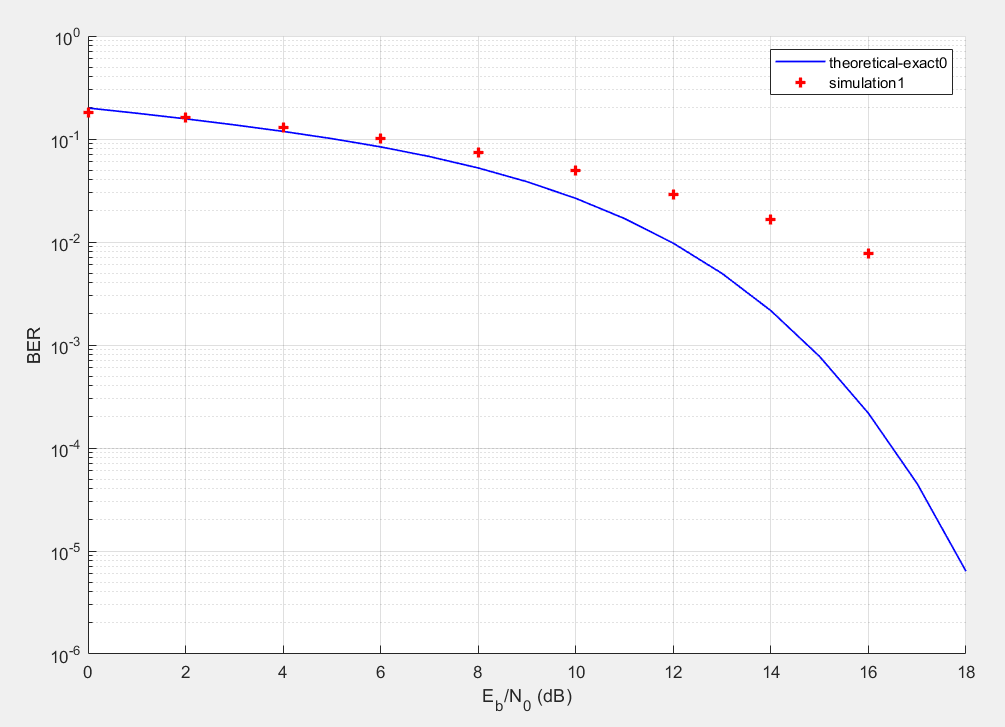 10^0
10^-1
10^-2
10^-3
10^-4
10^-5
10^-6
BER
theoretical-exact0
simulation1
0 2 4 6 8 10 12 14 16 18
E_b/N_0 (dB)